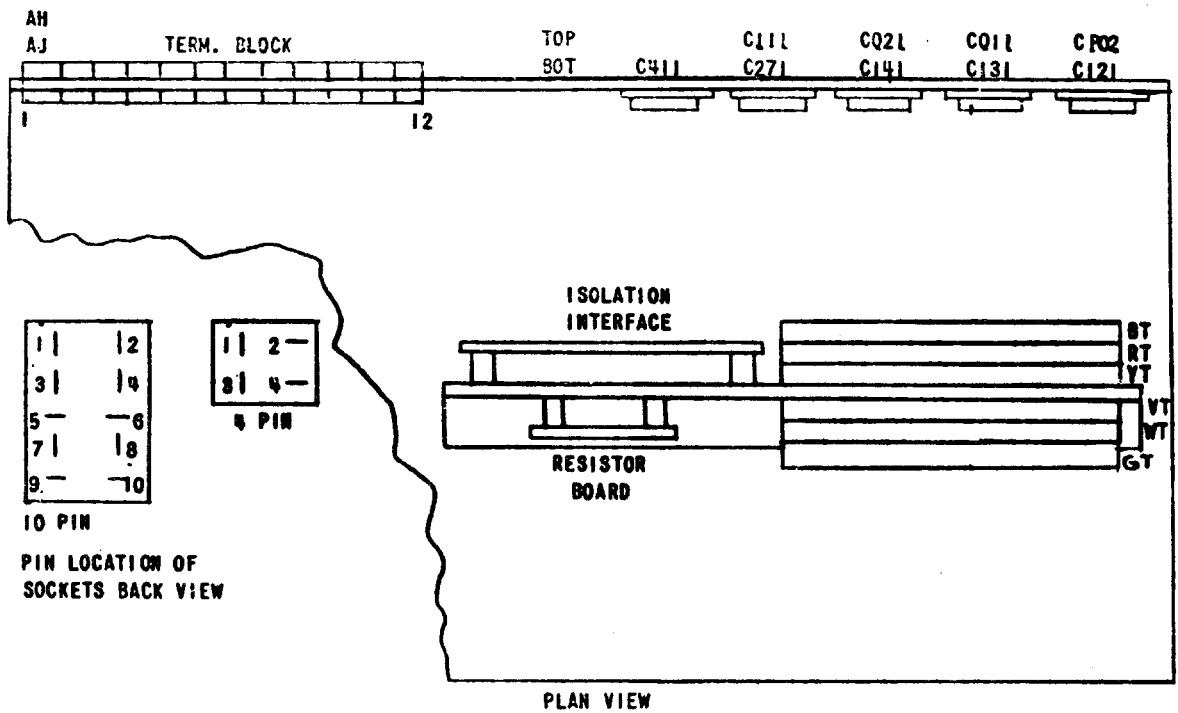 AH
AJ TERM. BLOCK TOP C111 CQ21 CQ11 CP02
BOT C411 C271 C141 C131 C121
1 12
ISOLATION
INTERFACE
1 2
3 4
5 6
7 8
9 10
10 PIN
1 2
3 4
4 PIN
BT
RT
YT
VT
WT
GT
RESISTOR
BOARD
PIN LOCATION OF
SOCKETS BACK VIEW
PLAN VIEW